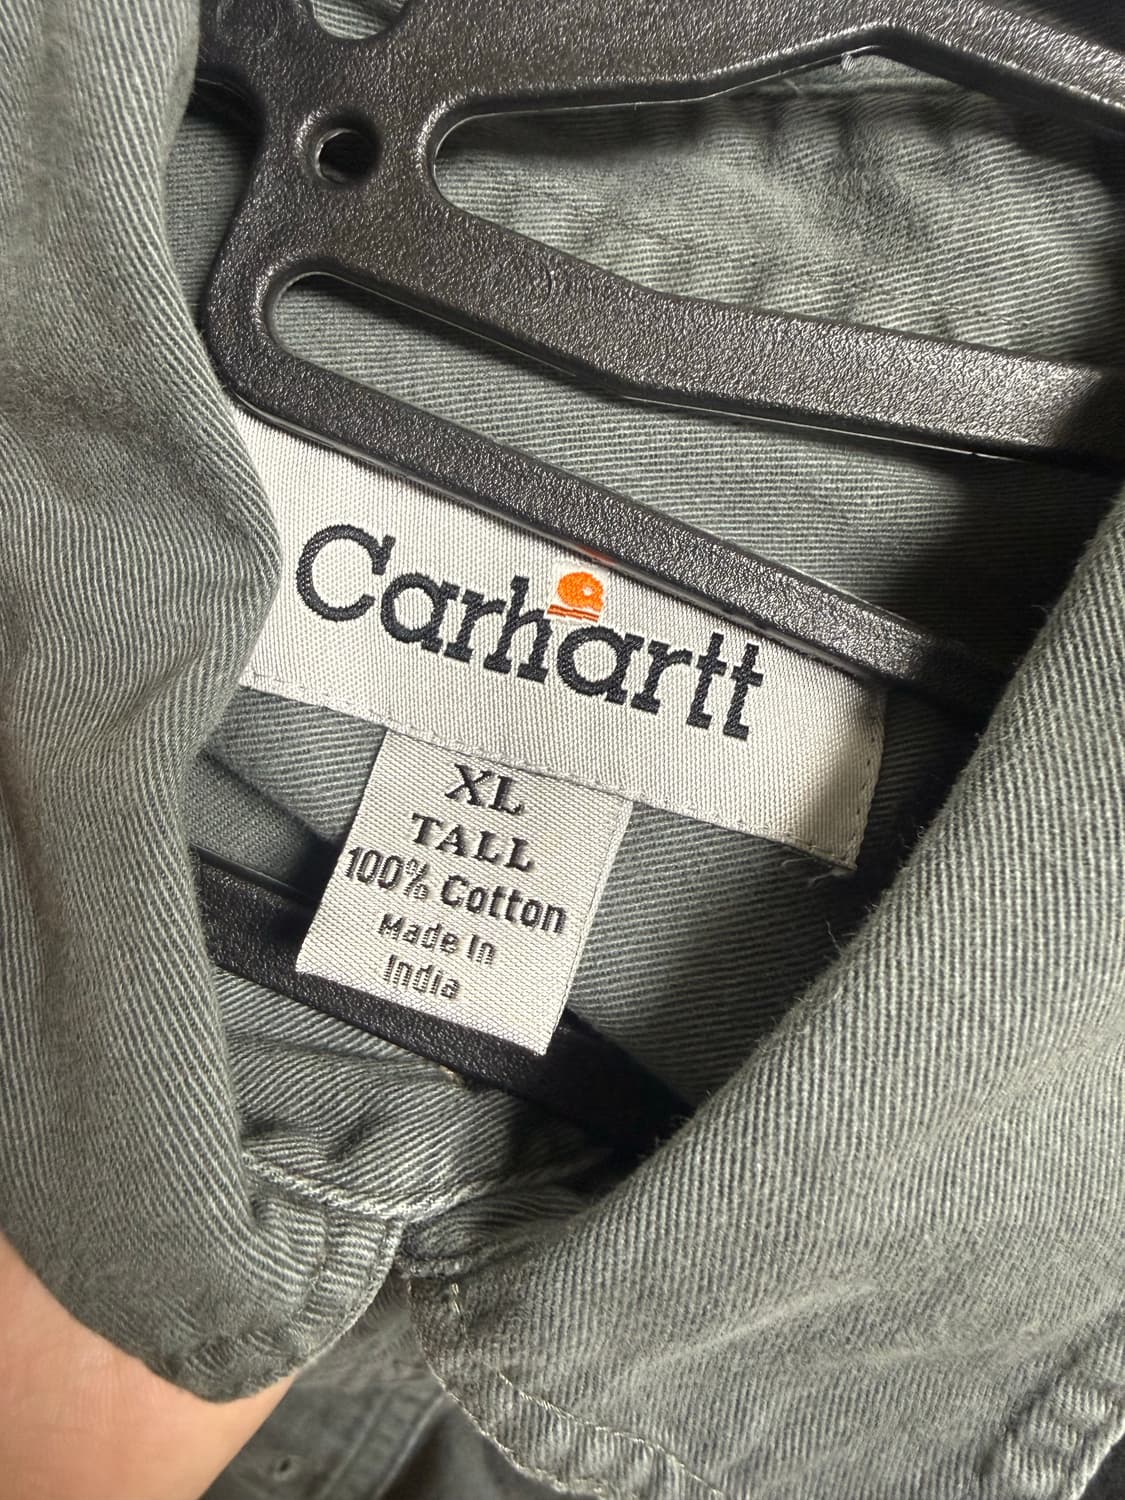 Carhartt
XL
TALL
100% Cotton
Made In
India